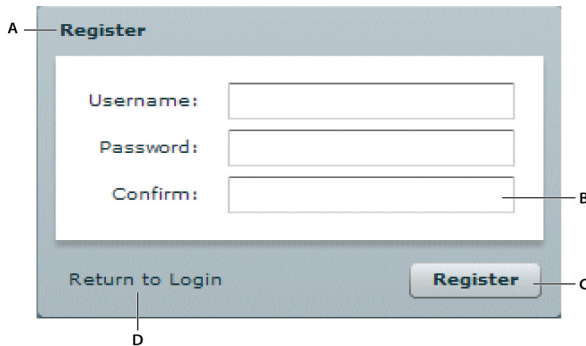 A
Register
Username:
Password:
Confirm:
B
Return to Login
Register
C
D